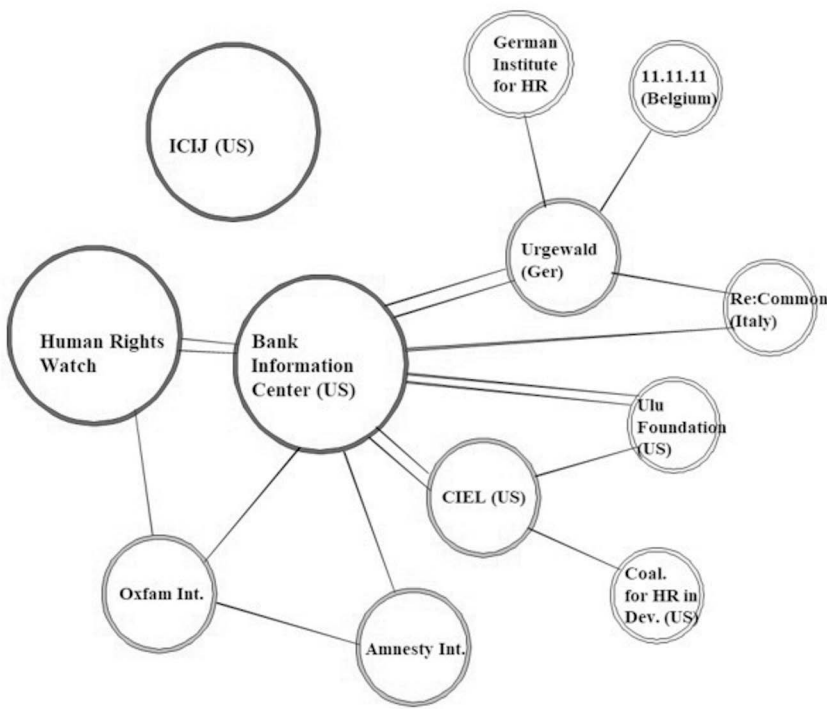 German
Institute
for HR
11.11.11
(Belgium)
ICIJ (US)
Urgewald
(Ger)
Re:Common
(Italy)
Human Rights
Watch
Bank
Information
Center (US)
Ulu
Foundation
(US)
CIEL (US)
Coal.
for HR in
Dev. (US)
Oxfam Int.
Amnesty Int.